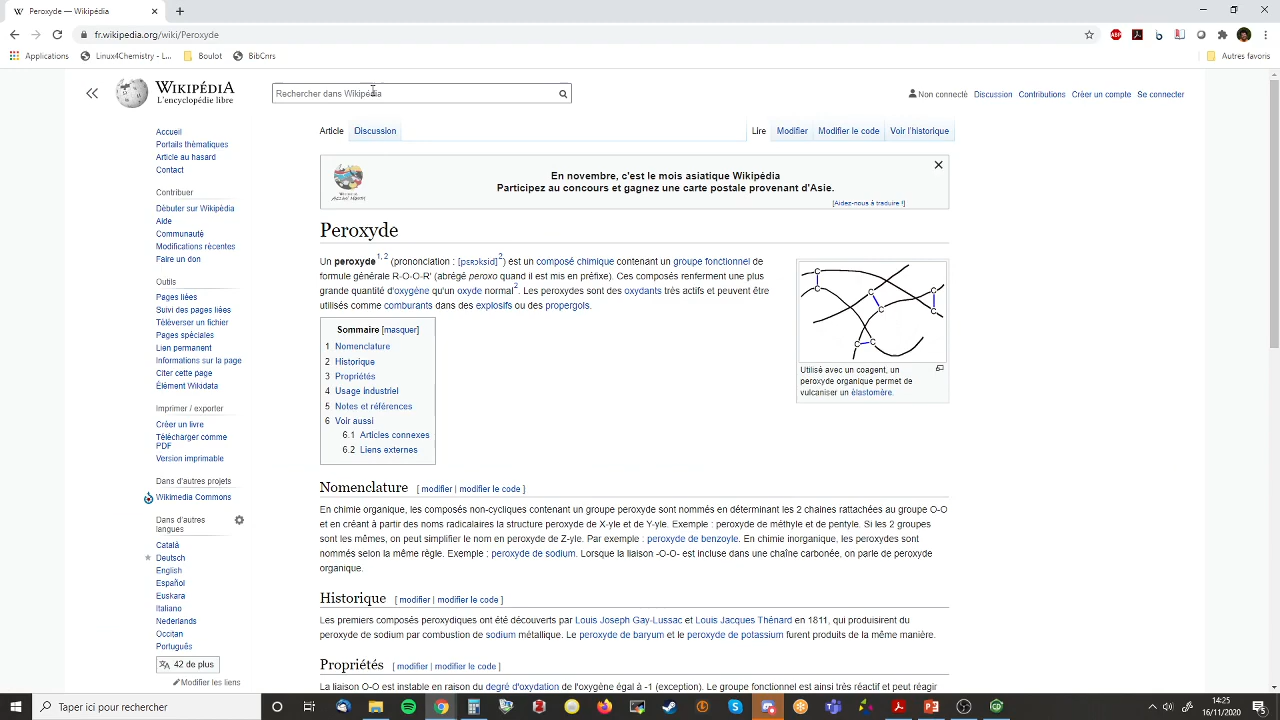 Peroxyde — Wikipédia
fr.wikipedia.org/wiki/Peroxyde
Applications
Linux4Chemistry - L...
Boulot
BibCnrs
Autres favoris
WIKIPÉDIA
L'encyclopédie libre
Rechercher dans Wikipédia
Non connecté Discussion Contributions Créer un compte Se connecter
Accueil
Portails thématiques
Article au hasard
Contact
Contribuer
Débuter sur Wikipédia
Aide
Communauté
Modifications récentes
Faire un don
Outils
Pages liées
Suivi des pages liées
Téléverser un fichier
Pages spéciales
Lien permanent
Informations sur la page
Citer cette page
Élément Wikidata
Imprimer / exporter
Créer un livre
Télécharger comme
PDF
Version imprimable
Dans d'autres projets
Wikimedia Commons
Dans d'autres
langues
Català
Deutsch
English
Español
Euskara
Italiano
Nederlands
Occitan
Português
42 de plus
Modifier les liens
Article Discussion
Lire Modifier Modifier le code Voir l'historique
En novembre, c'est le mois asiatique Wikipédia
Participez au concours et gagnez une carte postale provenant d'Asie.
[Aidez-nous à traduire !]
Peroxyde
Un peroxyde1, 2 (prononciation : [pɛʀɔksid]2) est un composé chimique contenant un groupe fonctionnel de
formule générale R-O-O-R' (abrégé peroxo quand il est mis en préfixe). Ces composés renferment une plus
grande quantité d'oxygène qu'un oxyde normal2. Les peroxydes sont des oxydants très actifs et peuvent être
utilisés comme comburants dans des explosifs ou des propergols.
C
C
C
C
C
C
C
C
Utilisé avec un coagent, un
peroxyde organique permet de
vulcaniser un élastomère.
Sommaire [masquer]
1 Nomenclature
2 Historique
3 Propriétés
4 Usage industriel
5 Notes et références
6 Voir aussi
6.1 Articles connexes
6.2 Liens externes
Nomenclature [ modifier | modifier le code ]
En chimie organique, les composés non-cycliques contenant un groupe peroxyde sont nommés en déterminant les 2 chaines rattachées au groupe O-O
et en créant à partir des noms radicalaires la structure peroxyde de X-yle et de Y-yle. Exemple : peroxyde de méthyle et de pentyle. Si les 2 groupes
sont les mêmes, on peut simplifier le nom en peroxyde de Z-yle. Par exemple : peroxyde de benzoyle. En chimie inorganique, les peroxydes sont
nommés selon la même règle. Exemple : peroxyde de sodium. Lorsque la liaison -O-O- est incluse dans une chaîne carbonée, on parle de peroxyde
organique.
Historique [ modifier | modifier le code ]
Les premiers composés peroxydiques ont été découverts par Louis Joseph Gay-Lussac et Louis Jacques Thénard en 1811, qui produisirent du
peroxyde de sodium par combustion de sodium métallique. Le peroxyde de baryum et le peroxyde de potassium furent produits de la même manière.
Propriétés [ modifier | modifier le code ]
La liaison O-O est instable en raison du degré d'oxydation de l'oxygène égal à -1 (exception). Le groupe fonctionnel est ainsi très réactif et peut réagir
Taper ici pour rechercher
14:25
16/11/2020